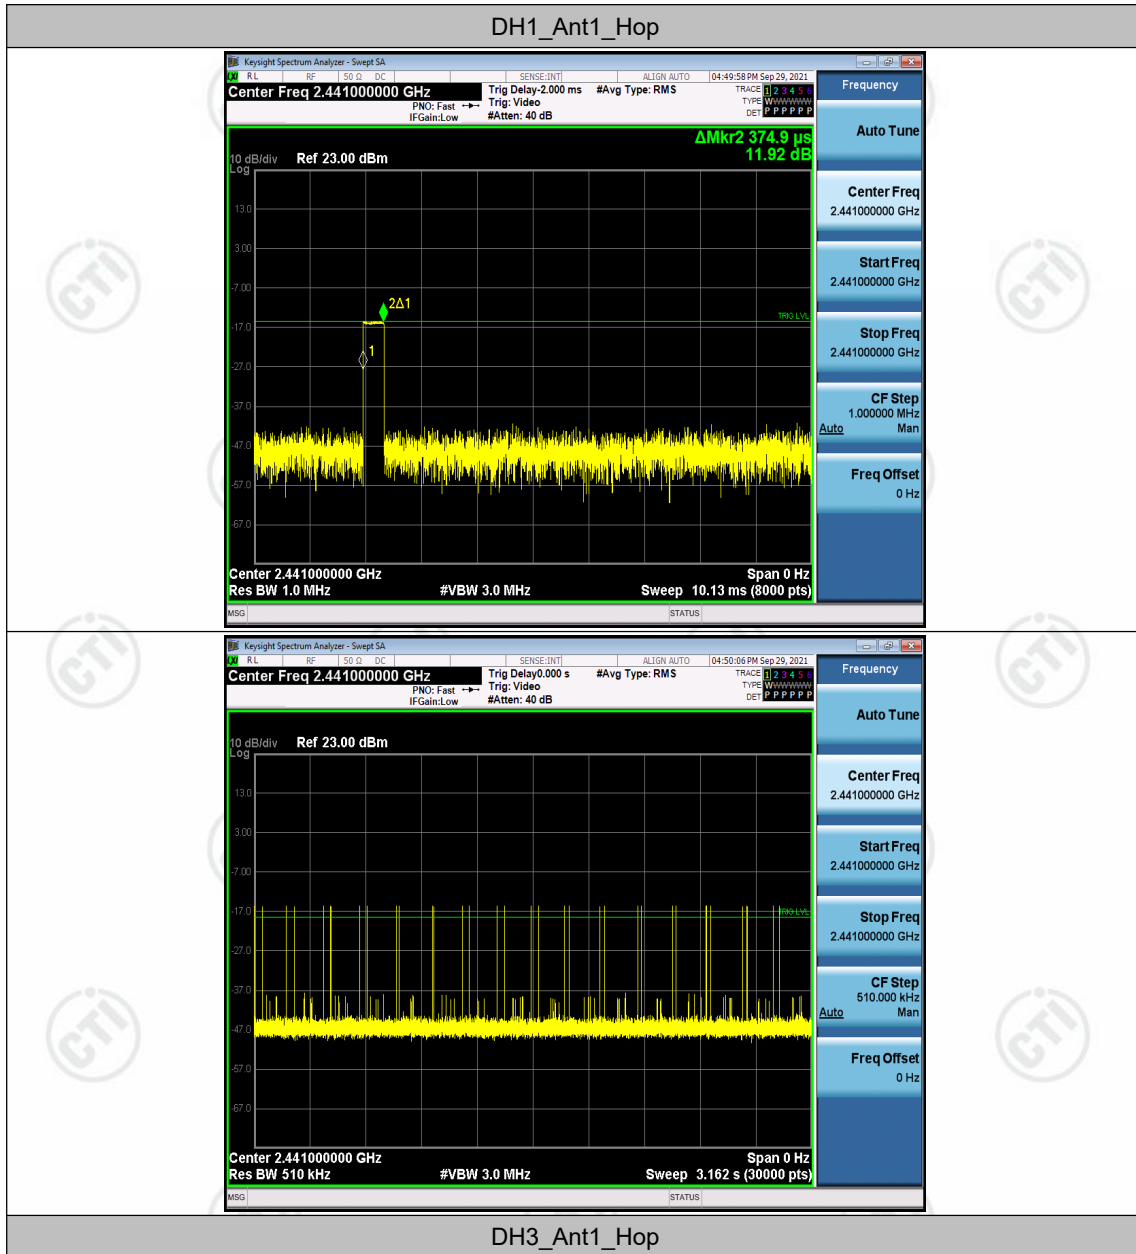 DH1_Ant1_Hop
Keysight Spectrum Analyzer - Swept SA
RL RF 50 Ω DC SENSE:INT ALIGN AUTO 04:49:58 PM Sep 29, 2021
Center Freq 2.441000000 GHz
PNO: Fast
IFGain:Low
Trig Delay-2.000 ms
Trig: Video
#Atten: 40 dB
#Avg Type: RMS
TRACE 1 2 3 4 5 6
TYPE WWWWWW
DET P P P P P P
ΔMkr2 374.9 µs
11.92 dB
10 dB/div Ref 23.00 dBm
Log
13.0
3.00
-7.00
-17.0
-27.0
-37.0
-47.0
-57.0
-67.0
2Δ1
1
TRIG LVL
Center 2.441000000 GHz Span 0 Hz
Res BW 1.0 MHz #VBW 3.0 MHz Sweep 10.13 ms (8000 pts)
MSG STATUS
Frequency
Auto Tune
Center Freq
2.441000000 GHz
Start Freq
2.441000000 GHz
Stop Freq
2.441000000 GHz
CF Step
1.000000 MHz
Auto Man
Freq Offset
0 Hz
Keysight Spectrum Analyzer - Swept SA
RL RF 50 Ω DC SENSE:INT ALIGN AUTO 04:50:06 PM Sep 29, 2021
Center Freq 2.441000000 GHz
PNO: Fast
IFGain:Low
Trig Delay0.000 s
Trig: Video
#Atten: 40 dB
#Avg Type: RMS
TRACE 1 2 3 4 5 6
TYPE WWWWWW
DET P P P P P P
10 dB/div Ref 23.00 dBm
Log
13.0
3.00
-7.00
-17.0
-27.0
-37.0
-47.0
-57.0
-67.0
TRIG LVL
Center 2.441000000 GHz Span 0 Hz
Res BW 510 kHz #VBW 3.0 MHz Sweep 3.162 s (30000 pts)
MSG STATUS
Frequency
Auto Tune
Center Freq
2.441000000 GHz
Start Freq
2.441000000 GHz
Stop Freq
2.441000000 GHz
CF Step
510.000 kHz
Auto Man
Freq Offset
0 Hz
CTI
CTI
CTI
CTI
CTI
CTI
DH3_Ant1_Hop